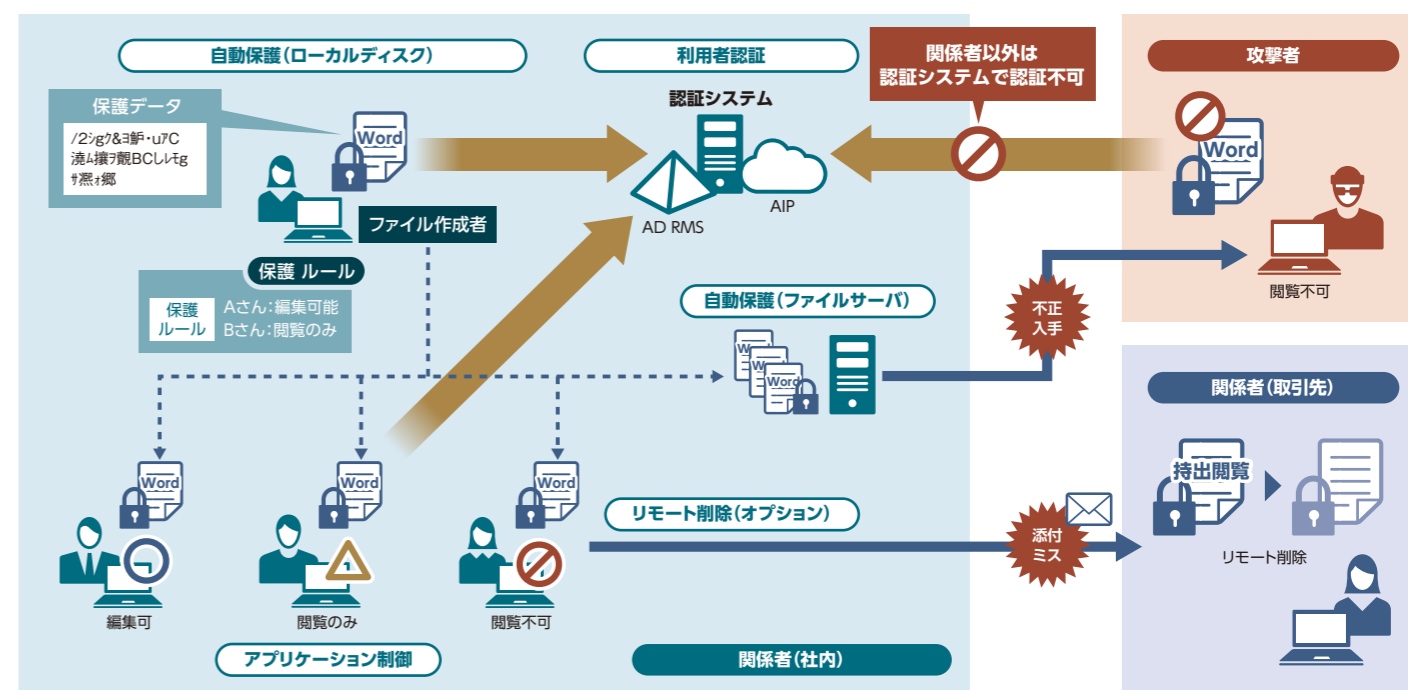 自動保護(ローカルディスク)
利用者認証
関係者以外は
認証システムで認証不可
攻撃者
保護データ
認証システム
Word
Word
AIP
AD RMS
ファイル作成者
保護 ルール
保護
ルール
Aさん:編集可能
Bさん:閲覧のみ
自動保護(ファイルサーバ)
不正
入手
閲覧不可
Word
関係者(取引先)
Word
Word
Word
持出閲覧
リモート削除(オプション)
添付
ミス
リモート削除
編集可
閲覧のみ
閲覧不可
アプリケーション制御
関係者(社内)